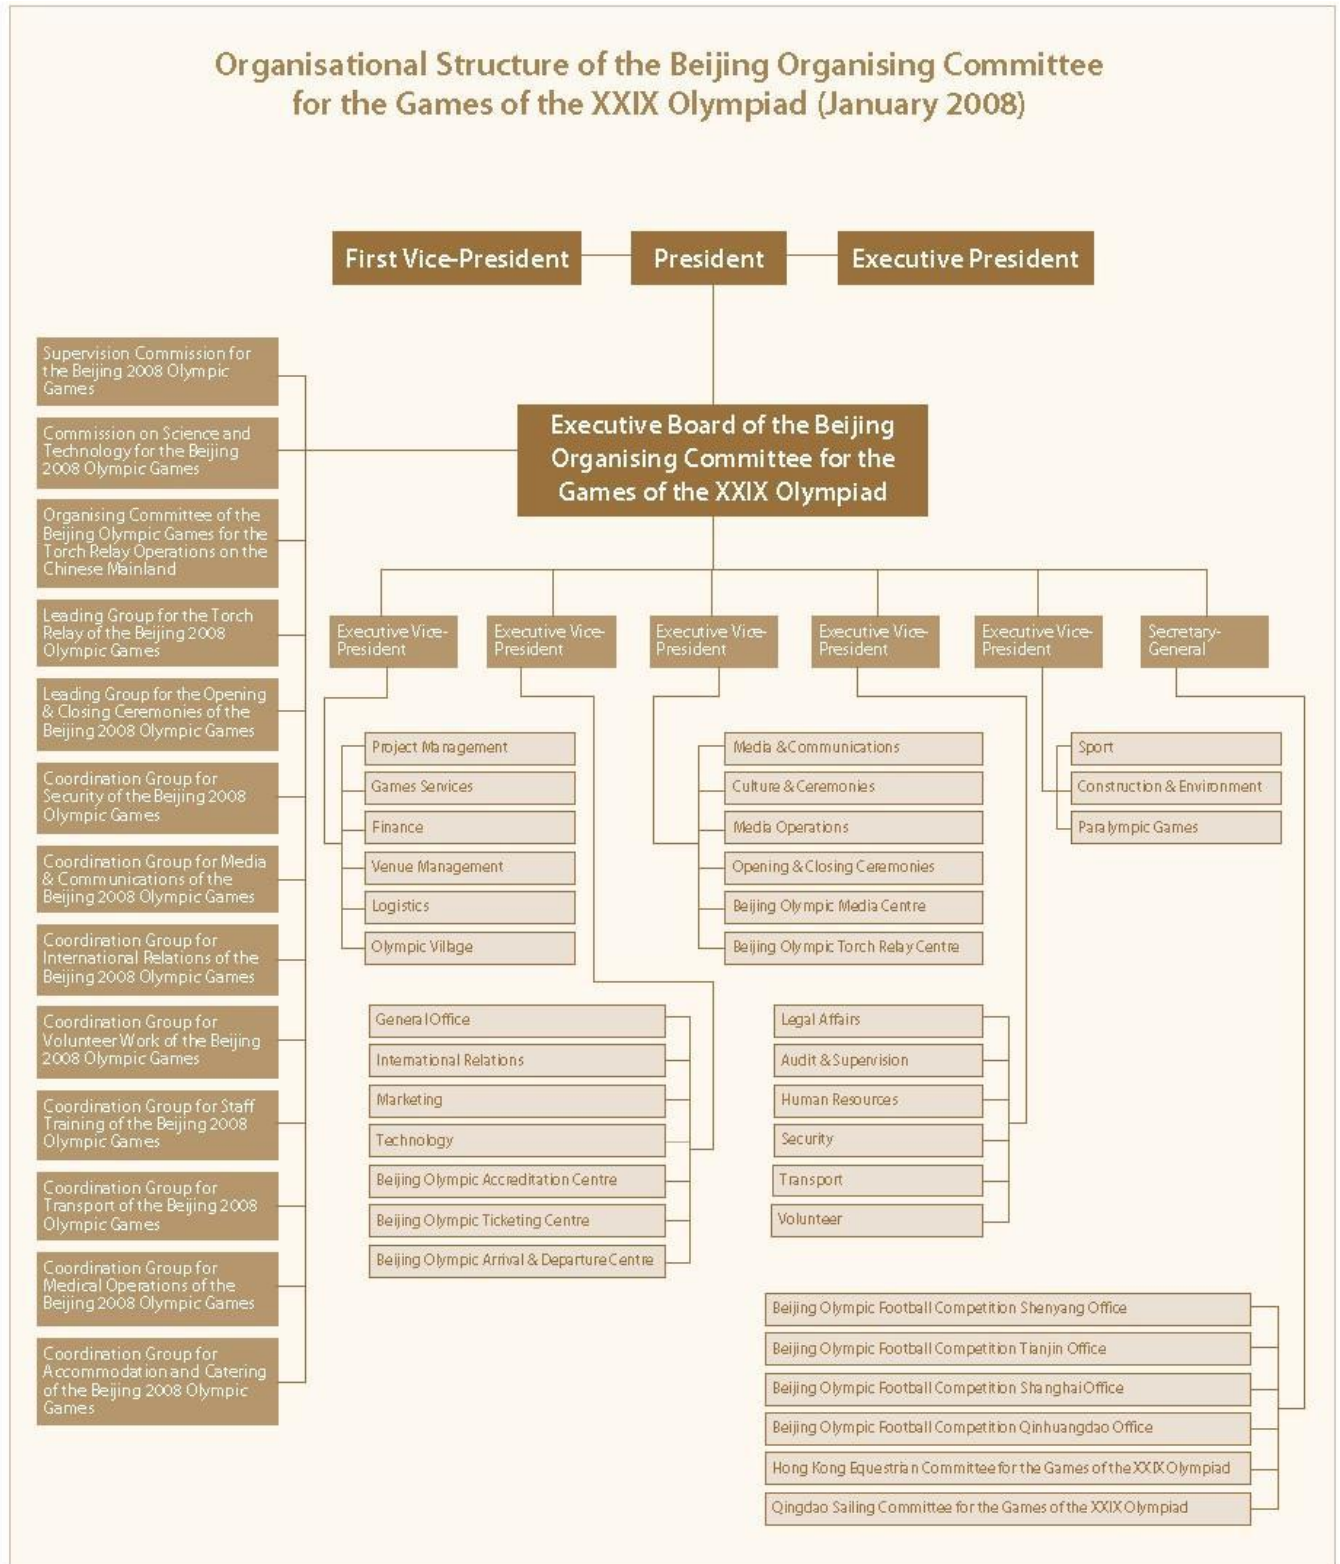 Organisational Structure of the Beijing Organising Committee
for the Games of the XXIX Olympiad (January 2008)
First Vice-President
President
Executive President
Supervision Commission for
the Beijing 2008 Olympic
Games
Commission on Science and
Technology for the Beijing
2008 Olympic Games
Organising Committee of the
Beijing Olympic Games for the
Torch Relay Operations on the
Chinese Mainland
Leading Group for the Torch
Relay of the Beijing 2008
Olympic Games
Leading Group for the Opening
& Closing Ceremonies of the
Beijing 2008 Olympic Games
Coordination Group for
Security of the Beijing 2008
Olympic Games
Coordination Group for Media
& Communications of the
Beijing 2008 Olympic Games
Coordination Group for
International Relations of the
Beijing 2008 Olympic Games
Coordination Group for
Volunteer Work of the Beijing
2008 Olympic Games
Coordination Group for Staff
Training of the Beijing 2008
Olympic Games
Coordination Group for
Transport of the Beijing 2008
Olympic Games
Coordination Group for
Medical Operations of the
Beijing 2008 Olympic Games
Coordination Group for
Accommodation and Catering
of the Beijing 2008 Olympic
Games
Executive Board of the Beijing
Organising Committee for the
Games of the XXIX Olympiad
Executive Vice-
President
Executive Vice-
President
Executive Vice-
President
Executive Vice-
President
Executive Vice-
President
Secretary-
General
Project Management
Games Services
Finance
Venue Management
Logistics
Olympic Village
Media & Communications
Culture & Ceremonies
Media Operations
Opening & Closing Ceremonies
Beijing Olympic Media Centre
Beijing Olympic Torch Relay Centre
Sport
Construction & Environment
Paralympic Games
General Office
International Relations
Marketing
Technology
Beijing Olympic Accreditation Centre
Beijing Olympic Ticketing Centre
Beijing Olympic Arrival & Departure Centre
Legal Affairs
Audit & Supervision
Human Resources
Security
Transport
Volunteer
Beijing Olympic Football Competition Shenyang Office
Beijing Olympic Football Competition Tianjin Office
Beijing Olympic Football Competition Shanghai Office
Beijing Olympic Football Competition Qinhuangdao Office
Hong Kong Equestrian Committee for the Games of the XXIX Olympiad
Qingdao Sailing Committee for the Games of the XXIX Olympiad